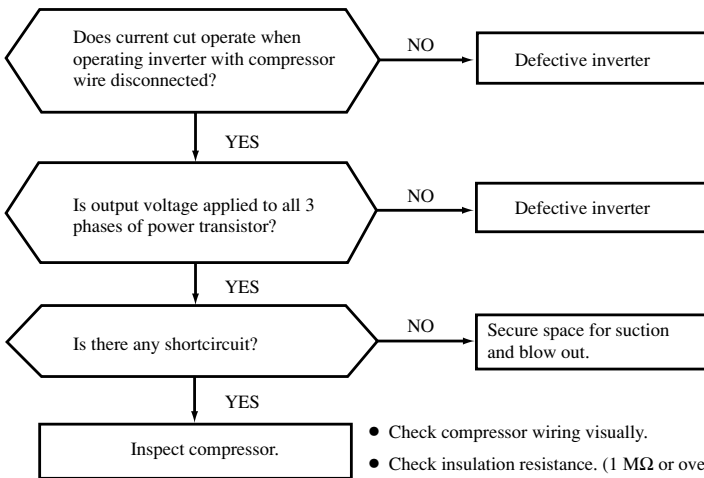 Does current cut operate when
operating inverter with compressor
wire disconnected?
NO
Defective inverter
YES
Is output voltage applied to all 3
phases of power transistor?
NO
Defective inverter
YES
Is there any shortcircuit?
NO
Secure space for suction
and blow out.
YES
Inspect compressor.
● Check compressor wiring visually.
● Check insulation resistance. (1 MΩ or ove